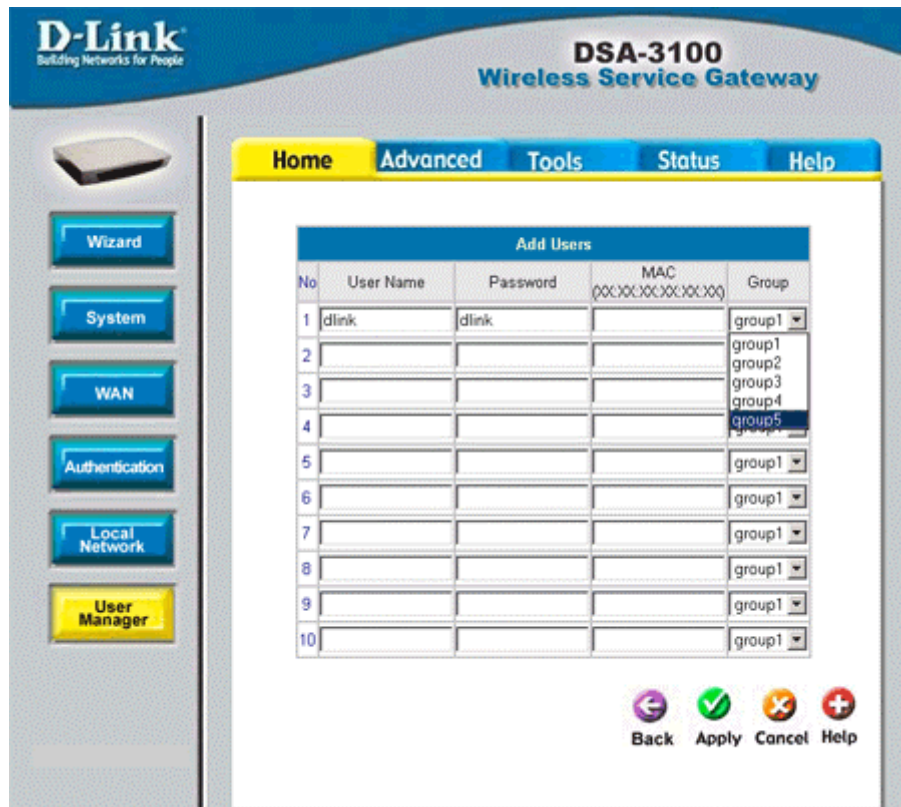 D-Link
Building Networks for People
DSA-3100
Wireless Service Gateway
Home Advanced Tools Status Help
Wizard
System
WAN
Authentication
Local
Network
User
Manager
Add Users
No User Name Password MAC (XX:XX:XX:XX:XX:XX) Group
1 dlink dlink group1
group1
group2
group3
group4
group5
2
3
4
5 group1
6 group1
7 group1
8 group1
9 group1
10 group1
Back Apply Cancel Help